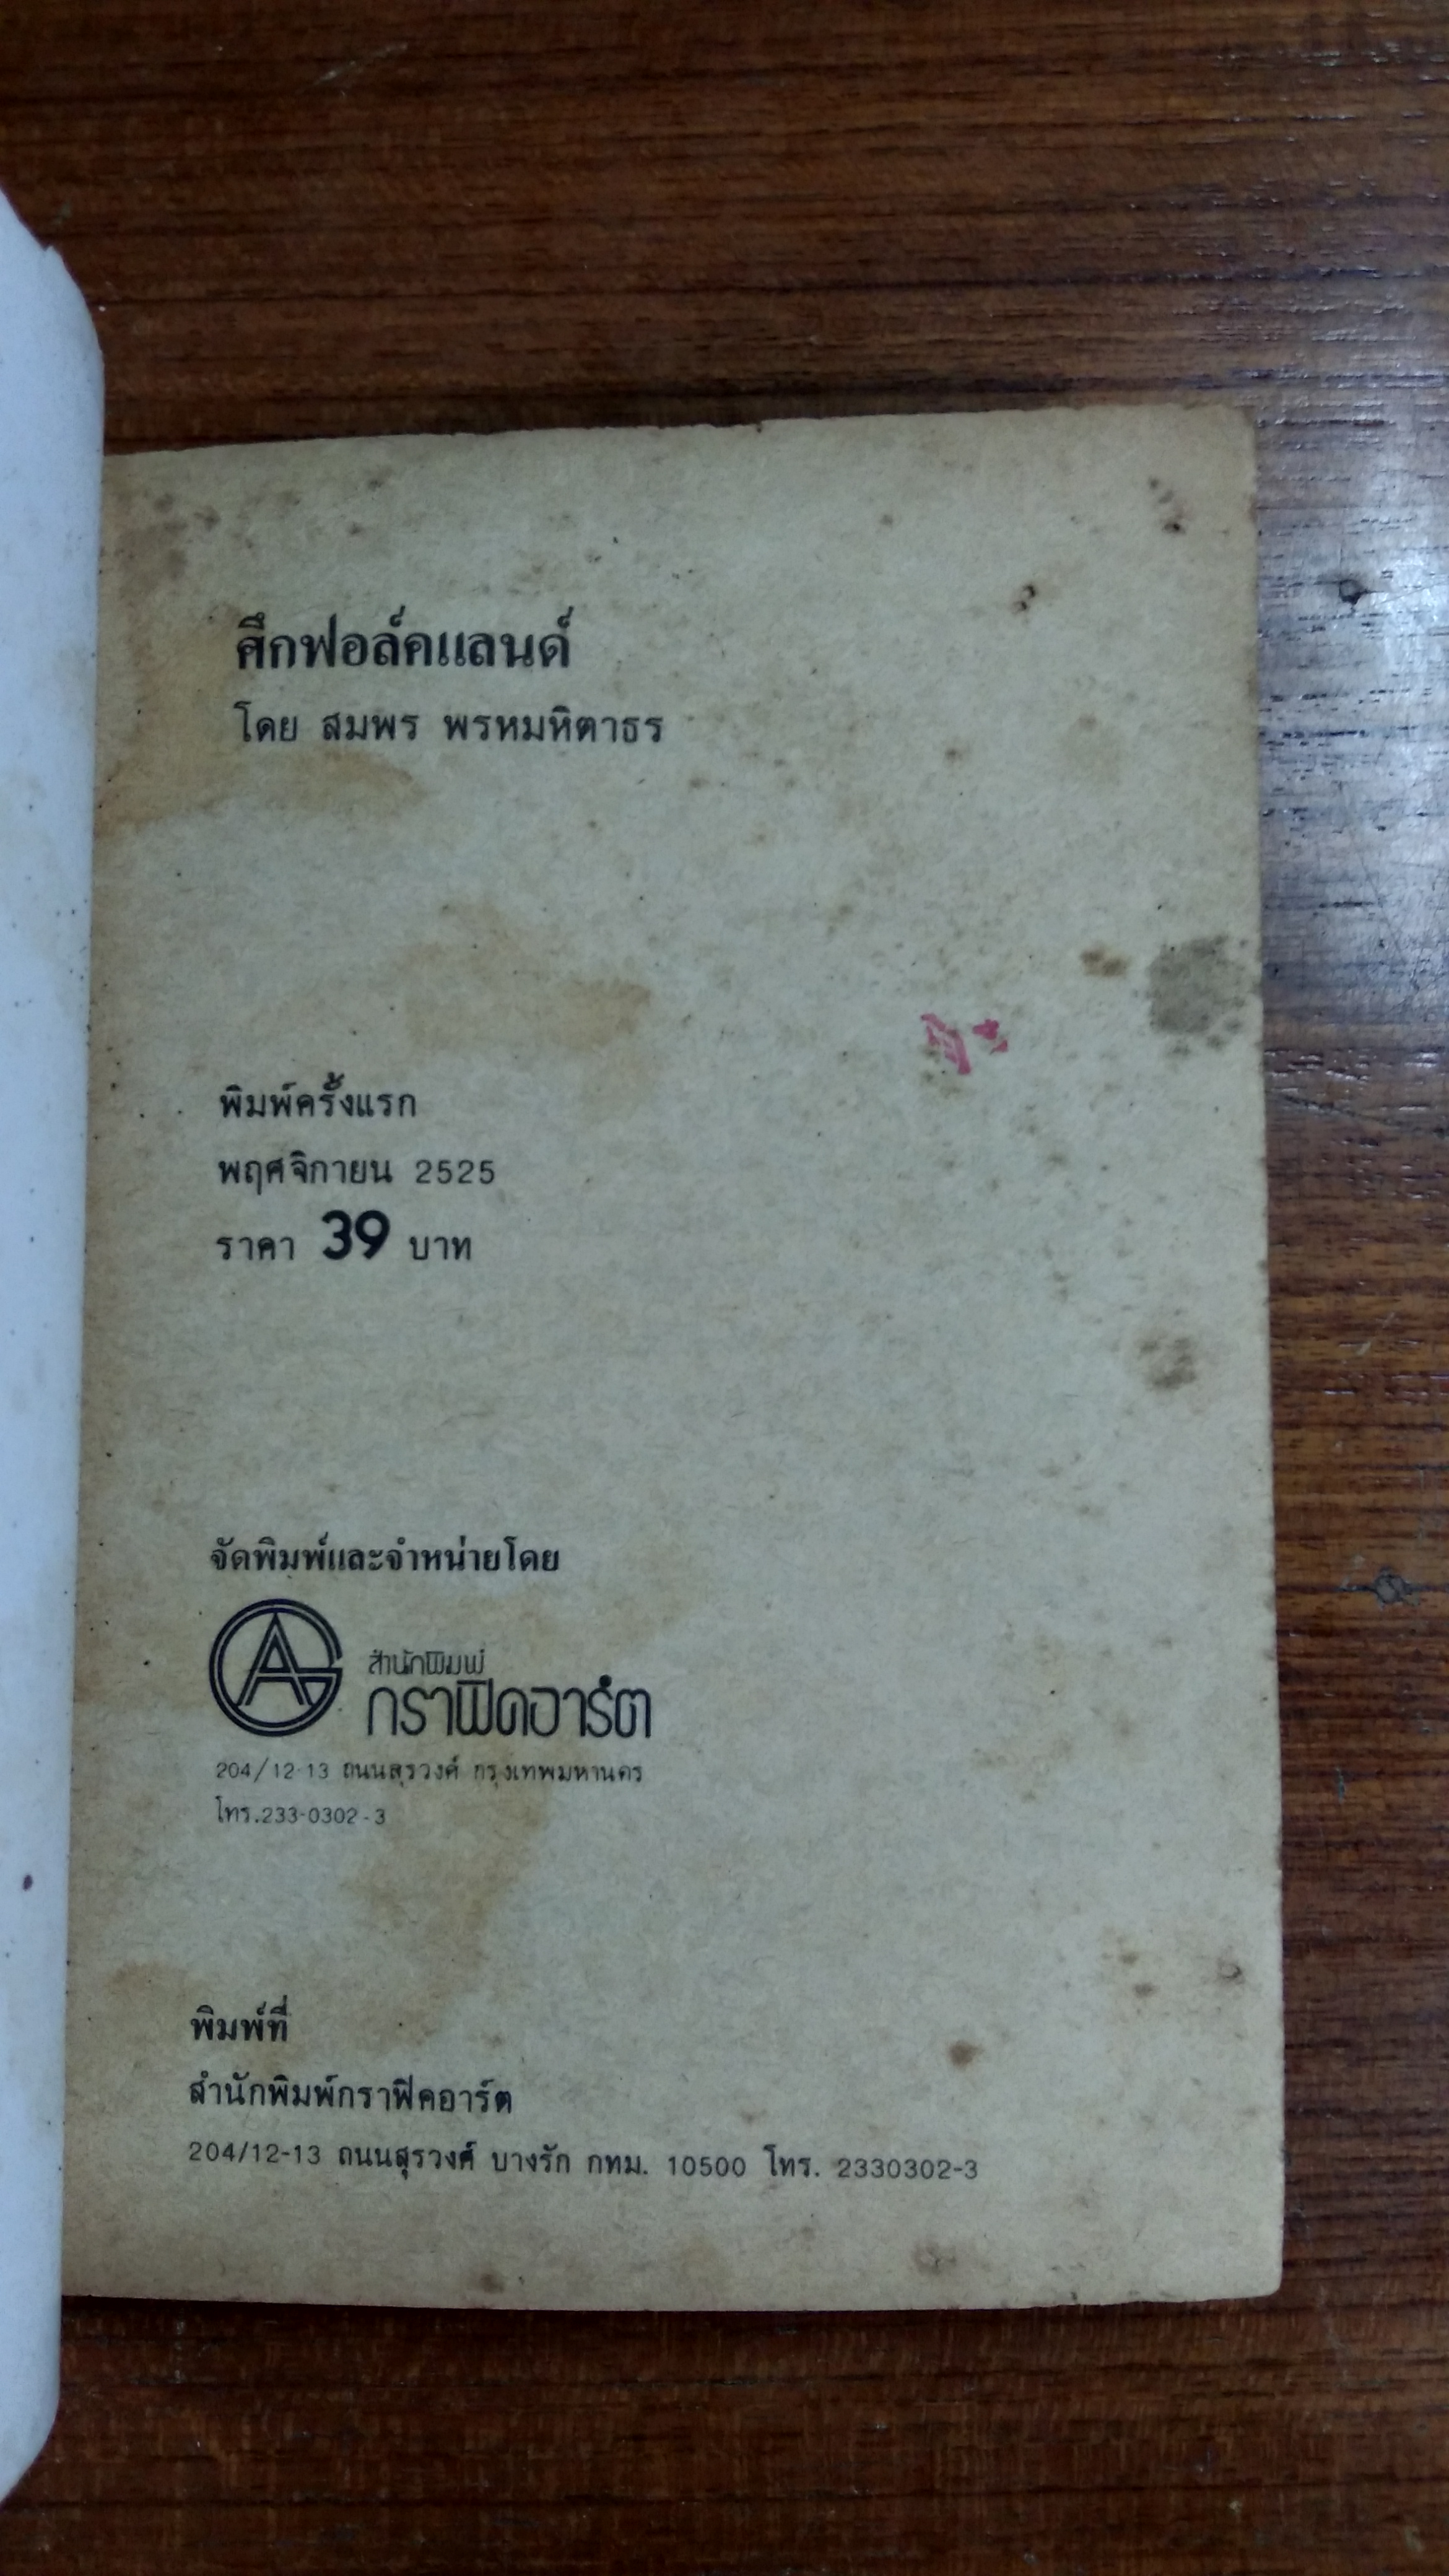 ศึกฟอล์คแลนด์
โดย สมพร พรหมหิตาธร
พิมพ์ครั้งแรก
พฤศจิกายน 2525
ราคา 39 บาท
จัดพิมพ์และจำหน่ายโดย
AG
สำนักพิมพ์
กราฟิคอาร์ต
204/12-13 ถนนสุรวงศ์ กรุงเทพมหานคร
โทร.233-0302-3
พิมพ์ที่
สำนักพิมพ์กราฟิคอาร์ต
204/12-13 ถนนสุรวงศ์ บางรัก กทม. 10500 โทร. 2330302-3